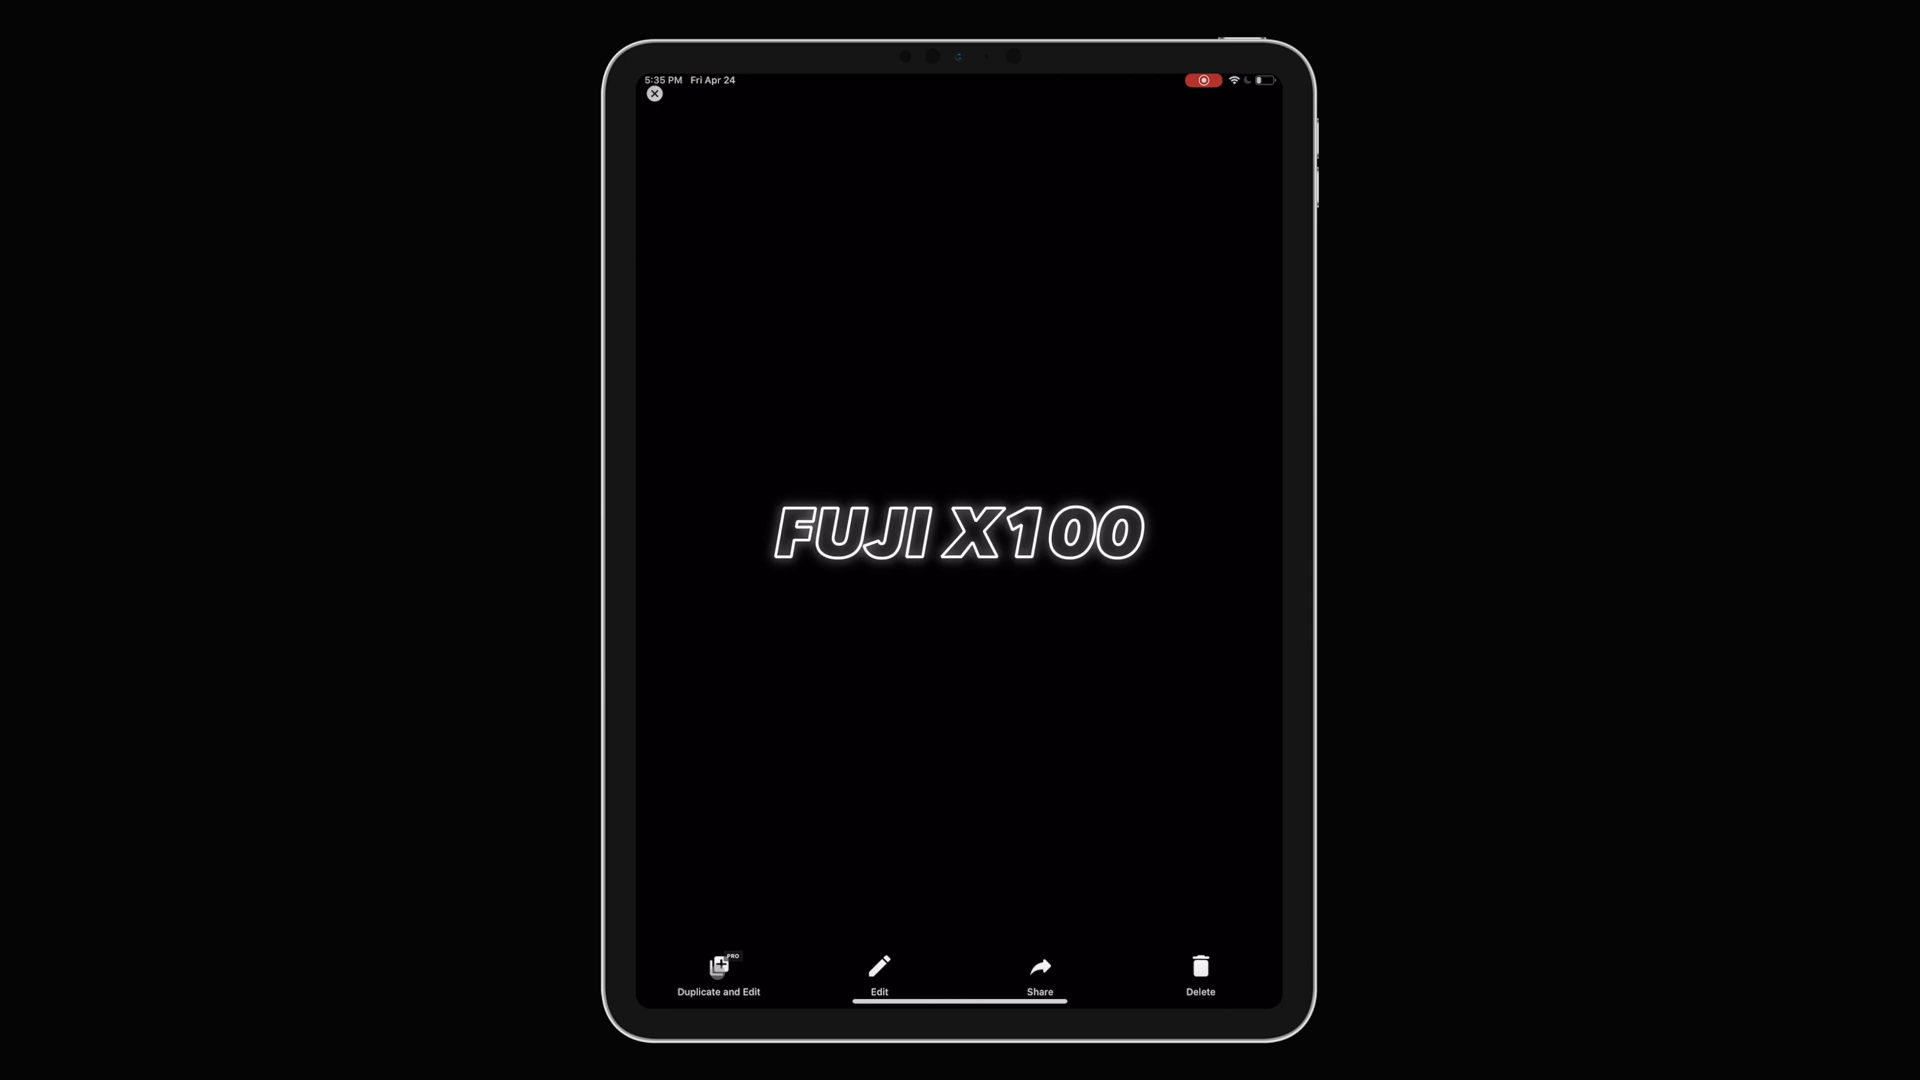 5:35 PM Fri Apr 24
FUJI X100
PRO
Duplicate and Edit
Edit
Share
Delete